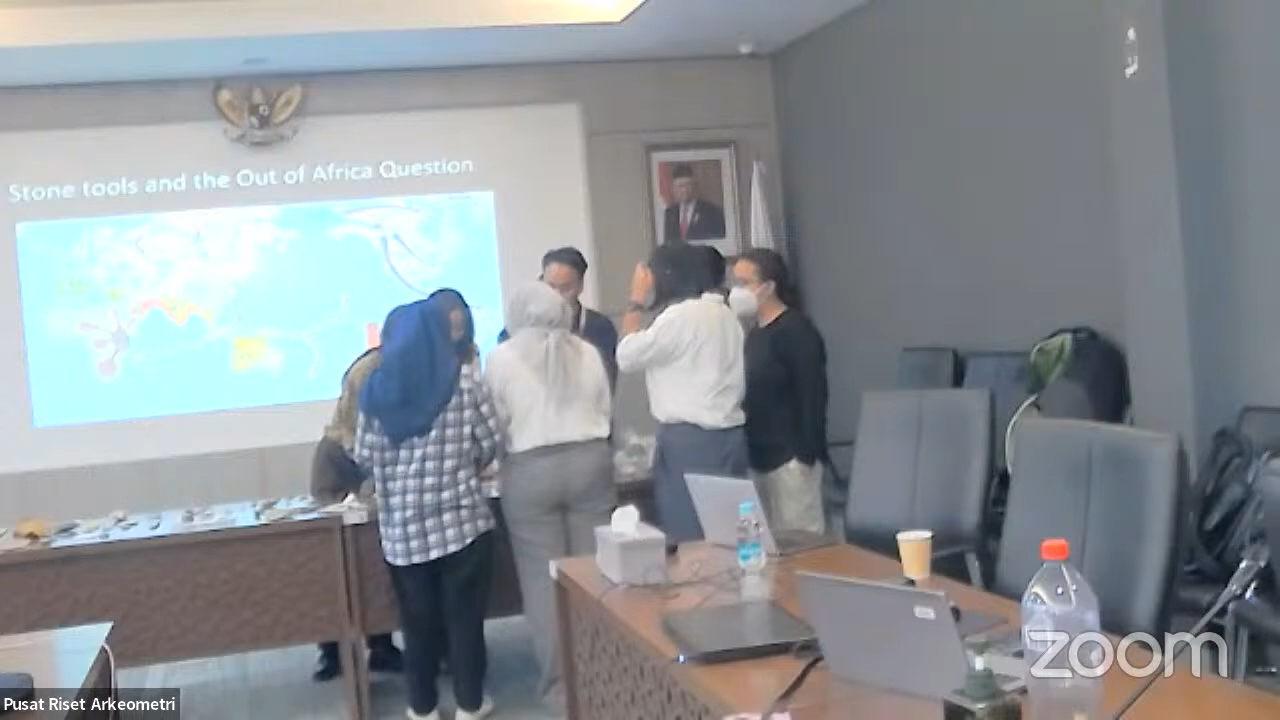 Stone tools and the Out of Africa Question
zoom
Pusat Riset Arkeometri